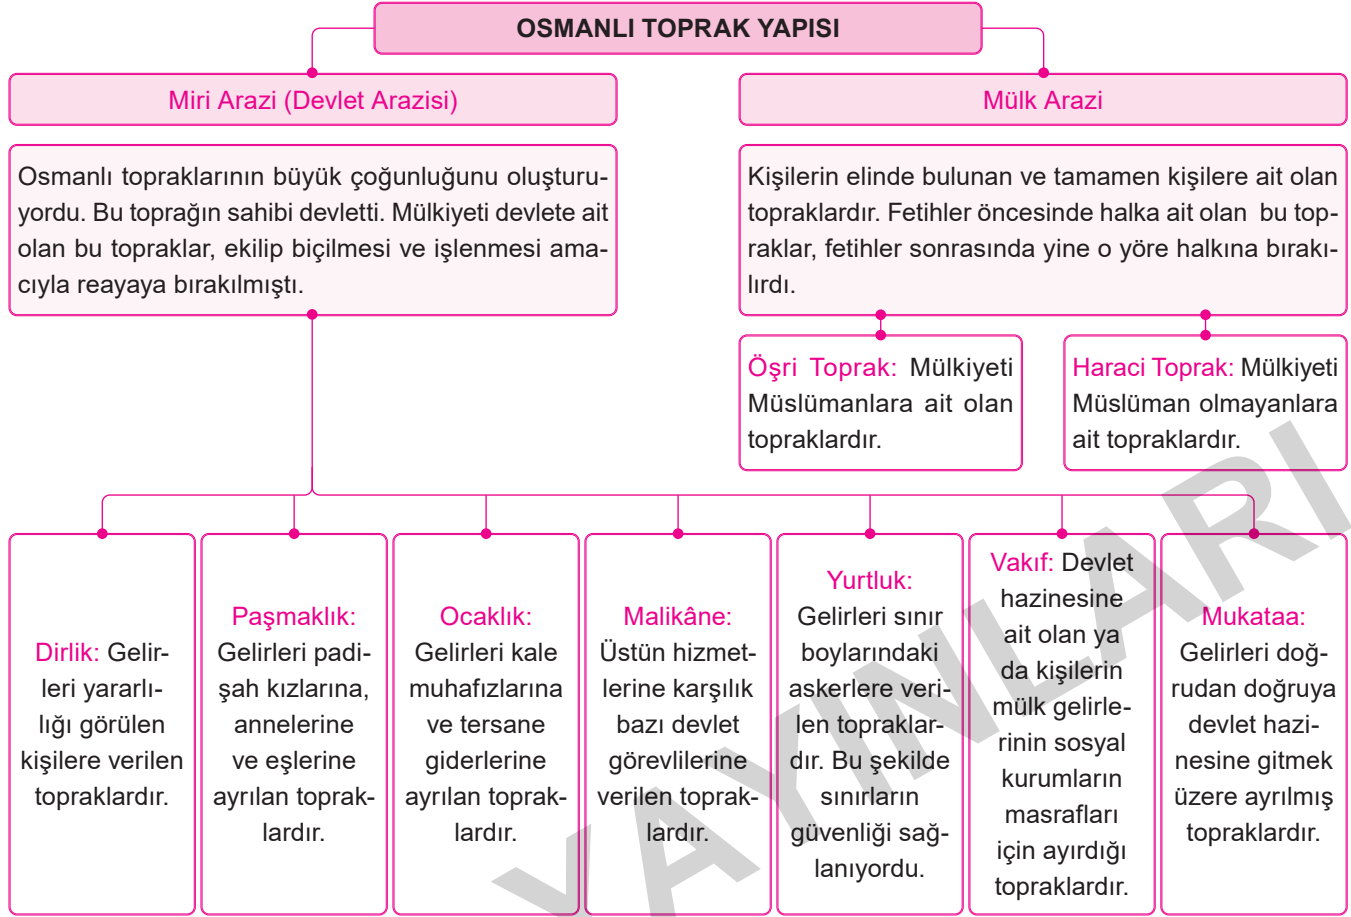 OSMANLI TOPRAK YAPISI
Miri Arazi (Devlet Arazisi)
Osmanlı topraklarının büyük çoğunluğunu oluşturu-
yordu. Bu toprağın sahibi devletti. Mülkiyeti devlete ait
olan bu topraklar, ekilip biçilmesi ve işlenmesi ama-
cıyla reayaya bırakılmıştı.
Mülk Arazi
Kişilerin elinde bulunan ve tamamen kişilere ait olan
topraklardır. Fetihler öncesinde halka ait olan bu top-
raklar, fetihler sonrasında yine o yöre halkına bırakı-
lırdı.
Öşri Toprak: Mülkiyeti
Müslümanlara ait olan
topraklardır.
Haraci Toprak: Mülkiyeti
Müslüman olmayanlara
ait topraklardır.
Dirlik: Gelir-
leri yararlı-
lığı görülen
kişilere verilen
topraklardır.
Paşmaklık:
Gelirleri padi-
şah kızlarına,
annelerine
ve eşlerine
ayrılan toprak-
lardır.
Ocaklık:
Gelirleri kale
muhafızlarına
ve tersane
giderlerine
ayrılan toprak-
lardır.
Malikâne:
Üstün hizmet-
lerine karşılık
bazı devlet
görevlilerine
verilen toprak-
lardır.
Yurtluk:
Gelirleri sınır
boylarındaki
askerlere veri-
len topraklar-
dır. Bu şekilde
sınırların
güvenliği sağ-
lanıyordu.
Vakıf: Devlet
hazinesine
ait olan ya
da kişilerin
mülk gelirle-
rinin sosyal
kurumların
masrafları
için ayırdığı
topraklardır.
Mukataa:
Gelirleri doğ-
rudan doğruya
devlet hazi-
nesine gitmek
üzere ayrılmış
topraklardır.
YAYINLARI